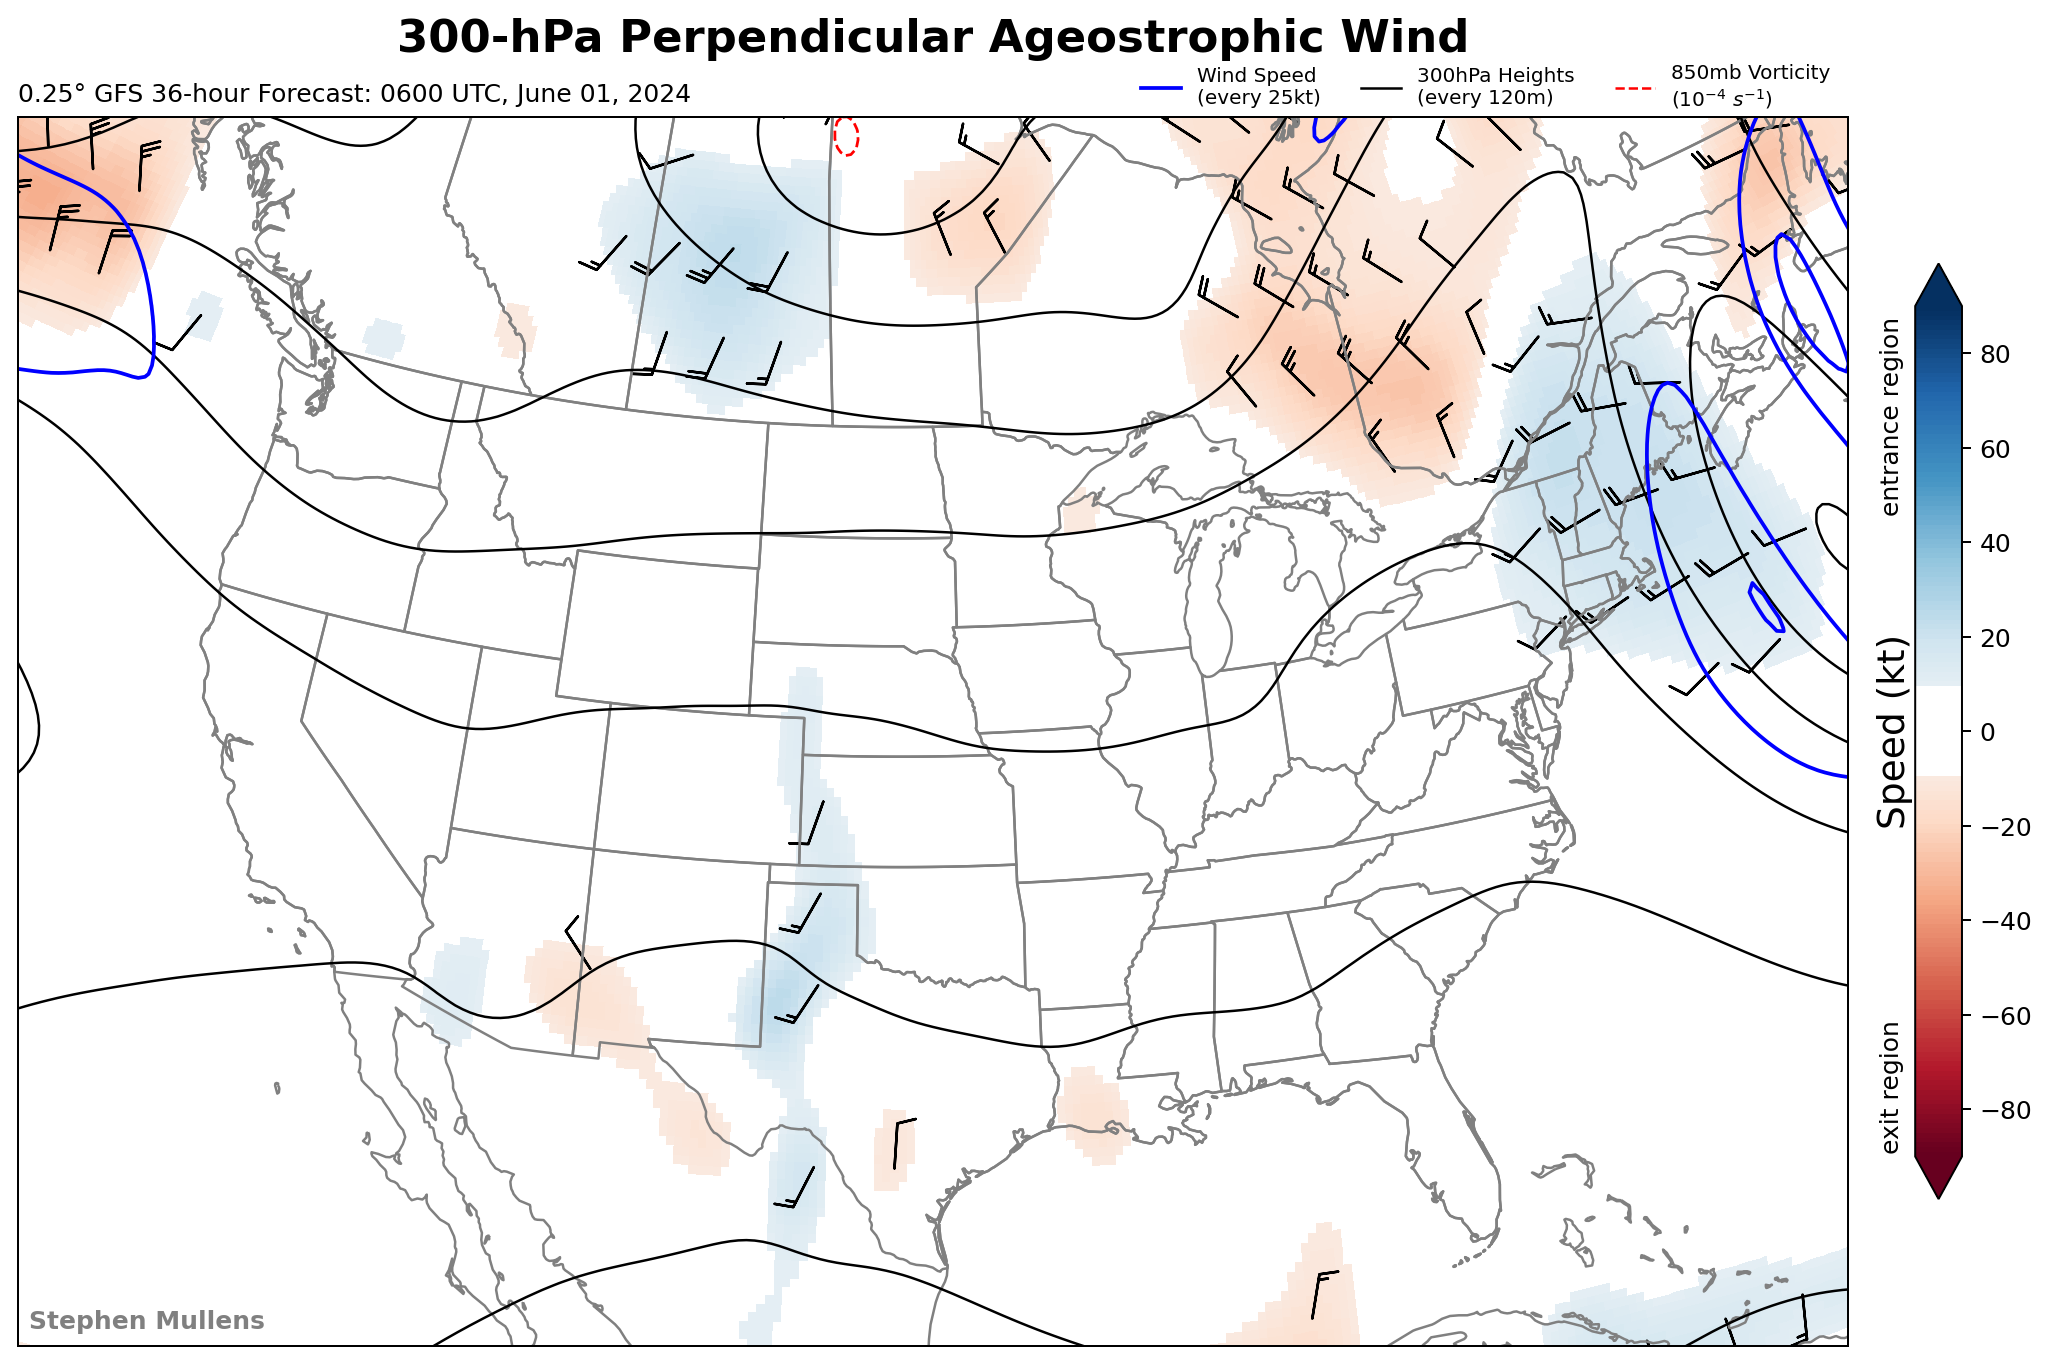 300-hPa Perpendicular Ageostrophic Wind
0.25° GFS 36-hour Forecast: 0600 UTC, June 01, 2024
Wind Speed
(every 25kt)
300hPa Heights
(every 120m)
850mb Vorticity
(10⁻⁴ s⁻¹)
entrance region
Speed (kt)
exit region
80
60
40
20
0
−20
−40
−60
−80
Stephen Mullens